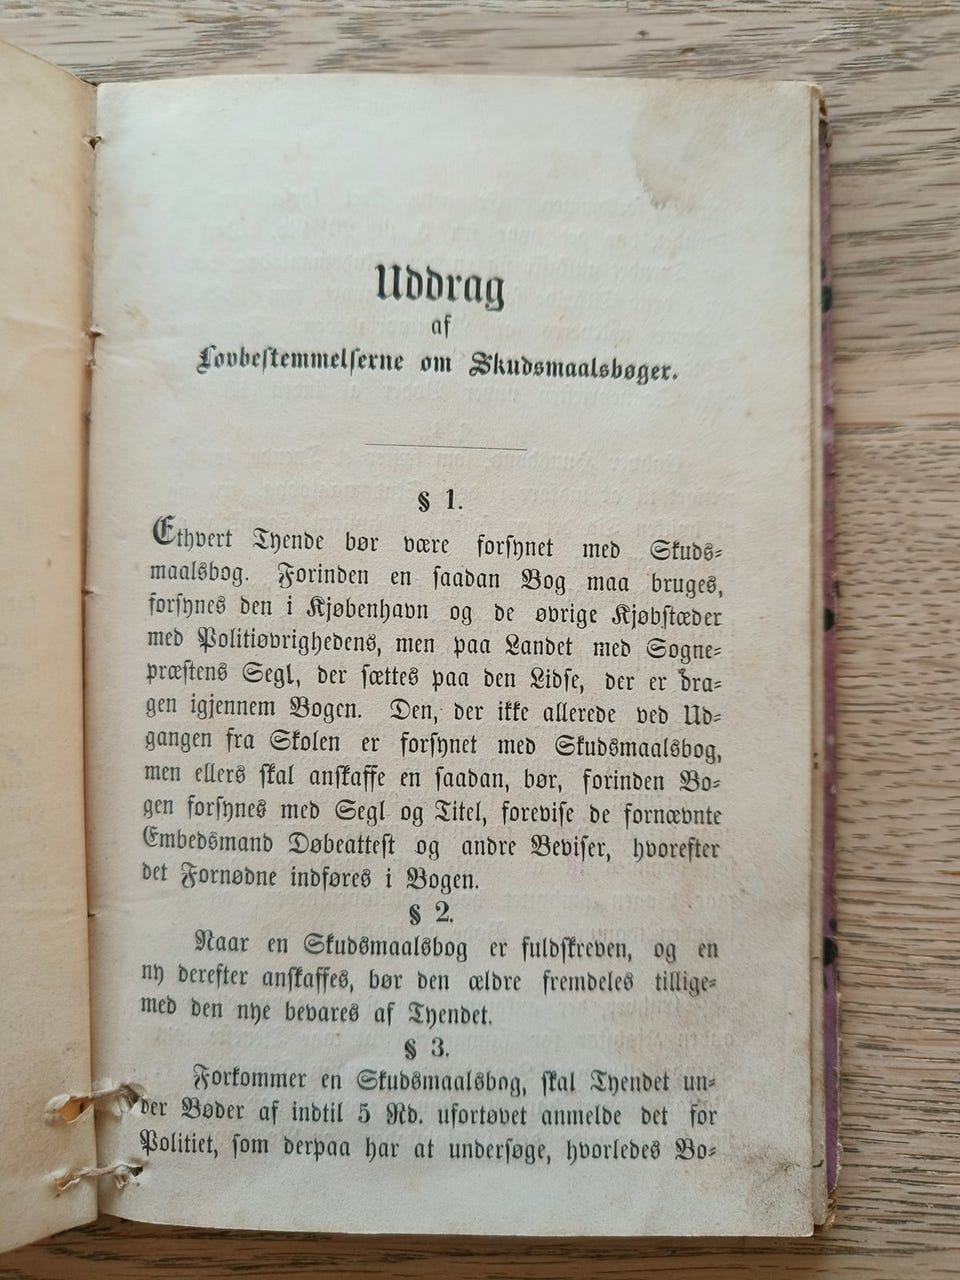 Uddrag
af
Lovbestemmelserne om Skudsmaalsbøger.
§ 1.
Ethvert Tyende bør være forsynet med Skuds-
maalsbog. Forinden en saadan Bog maa bruges,
forsynes den i Kjøbenhavn og de øvrige Kjøbstæder
med Politiøvrighedens, men paa Landet med Sogne-
præstens Segl, der sættes paa den Lidse, der er dra-
gen igjennem Bogen. Den, der ikke allerede ved Ud-
gangen fra Skolen er forsynet med Skudsmaalsbog,
men ellers skal anskaffe en saadan, bør, forinden Bo-
gen forsynes med Segl og Titel, forevise de fornævnte
Embedsmand Døbeattest og andre Beviser, hvorefter
det Fornødne indføres i Bogen.
§ 2.
Naar en Skudsmaalsbog er fuldskreven, og en
ny derefter anskaffes, bør den ældre fremdeles tillige-
med den nye bevares af Tyendet.
§ 3.
Forkommer en Skudsmaalsbog, skal Tyendet un-
der Bøder af indtil 5 Rd. ufortøvet anmelde det for
Politiet, som derpaa har at undersøge, hvorledes Bo-